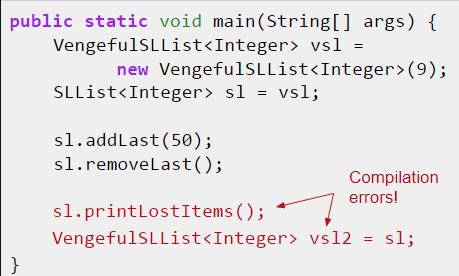 public static void main(String[] args) {
VengefulSLList<Integer> vsl =
new VengefulSLList<Integer>(9);
SLList<Integer> sl = vsl;
sl.addLast(50);
sl.removeLast();
Compilation
errors!
sl.printLostItems();
VengefulSLList<Integer> vsl2 = sl;
}